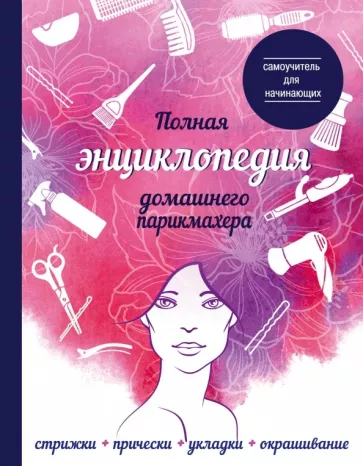 самоучитель для
начинающих
Полная
энциклопедия
домашнего
парикмахера
стрижки + прически + укладки + окрашивание